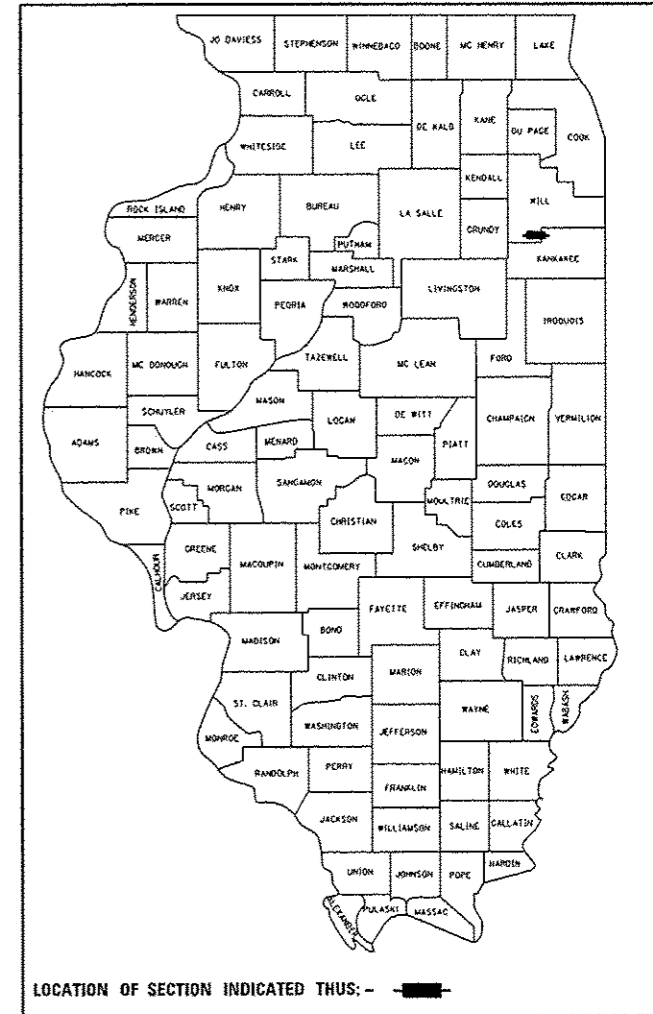 JO DAVIESS STEPHENSON WINNEBAGO BOONE MC HENRY LAKE
CARROLL OGLE DE KALB KANE DU PAGE COOK
WHITESIDE LEE KENDALL WILL
ROCK ISLAND HENRY BUREAU LA SALLE GRUNDY
MERCER PUTNAM KANKAKEE
STARK MARSHALL
HENDERSON WARREN KNOX PEORIA WOODFORD LIVINGSTON IROQUOIS
HANCOCK MC DONOUGH FULTON TAZEWELL MC LEAN FORD
SCHUYLER MASON LOGAN DE WITT CHAMPAIGN VERMILION
ADAMS BROWN CASS MENARD MACON PIATT
PIKE SCOTT MORGAN SANGAMON CHRISTIAN MOULTRIE DOUGLAS EDGAR
COLES
CALHOUN GREENE MACOUPIN MONTGOMERY SHELBY CUMBERLAND CLARK
JERSEY FAYETTE EFFINGHAM JASPER CRAWFORD
MADISON BOND CLAY RICHLAND LAWRENCE
CLINTON MARION
ST. CLAIR WASHINGTON JEFFERSON WAYNE EDWARDS WABASH
MONROE
RANDOLPH PERRY FRANKLIN HAMILTON WHITE
JACKSON WILLIAMSON SALINE GALLATIN
UNION JOHNSON POPE HARDIN
ALEXANDER PULASKI MASSAC
LOCATION OF SECTION INDICATED THUS: -